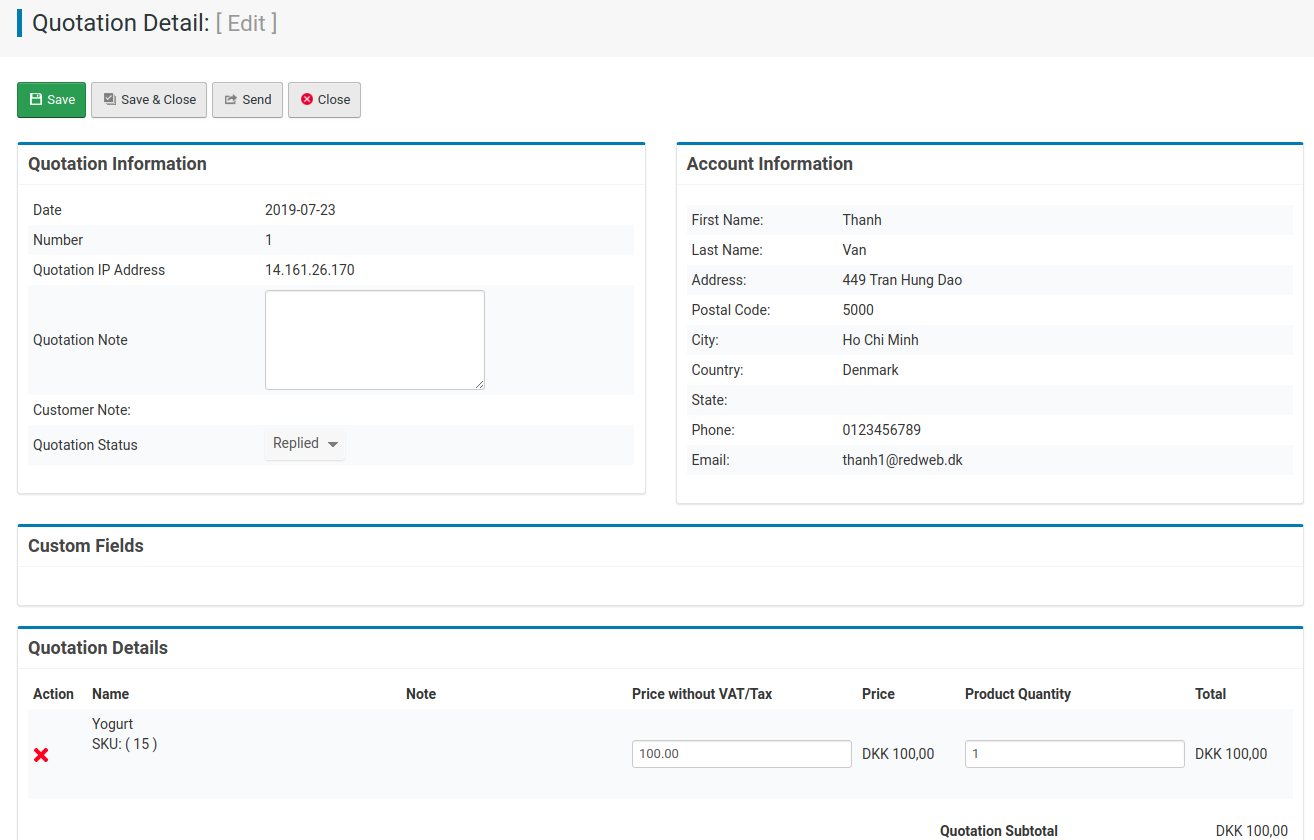 Quotation Detail: [ Edit ]
Save
Save & Close
Send
Close
Quotation Information
Date 2019-07-23
Number 1
Quotation IP Address 14.161.26.170
Quotation Note
Customer Note:
Quotation Status Replied
Account Information
First Name: Thanh
Last Name: Van
Address: 449 Tran Hung Dao
Postal Code: 5000
City: Ho Chi Minh
Country: Denmark
State:
Phone: 0123456789
Email: thanh1@redweb.dk
Custom Fields
Quotation Details
Action Name Note Price without VAT/Tax Price Product Quantity Total
Yogurt
SKU: ( 15 )
100.00 DKK 100,00 1 DKK 100,00
Quotation Subtotal DKK 100,00